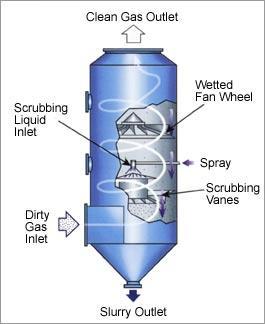 Clean Gas Outlet
Wetted
Fan Wheel
Scrubbing
Liquid
Inlet
Spray
Scrubbing
Vanes
Dirty
Gas
Inlet
Slurry Outlet